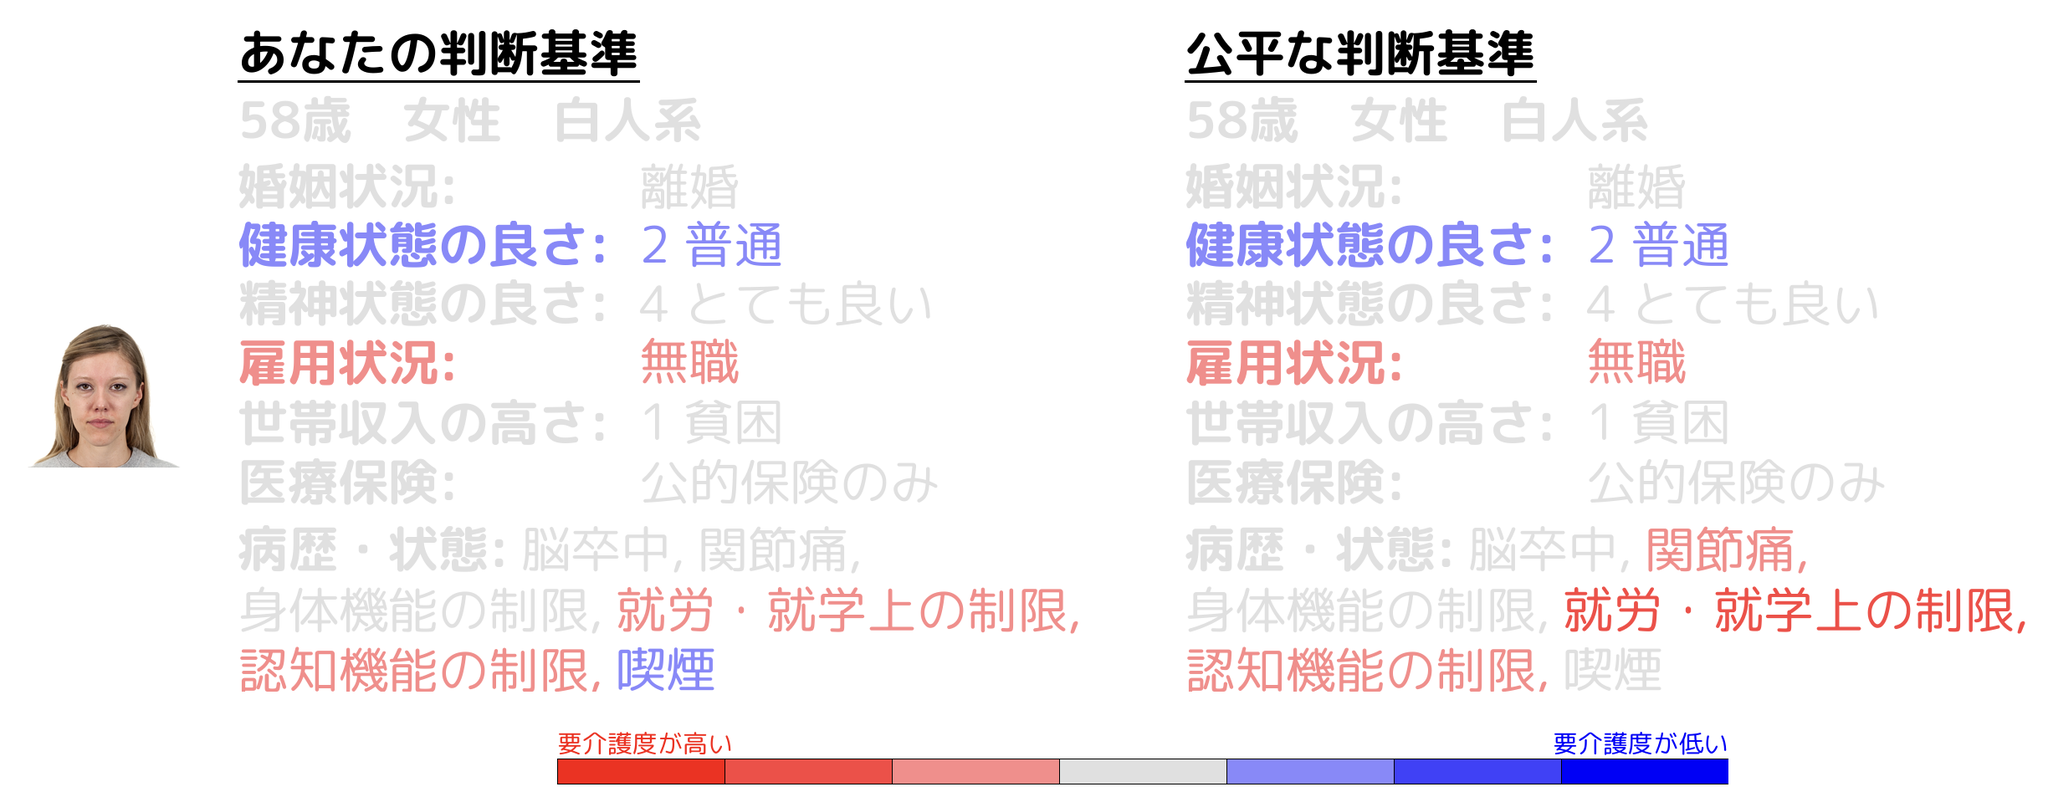 あなたの判断基準
58歳　女性　白人系
婚姻状況: 離婚
健康状態の良さ: 2 普通
精神状態の良さ: 4 とても良い
雇用状況: 無職
世帯収入の高さ: 1 貧困
医療保険: 公的保険のみ
病歴・状態: 脳卒中, 関節痛,
身体機能の制限, 就労・就学上の制限,
認知機能の制限, 喫煙
公平な判断基準
58歳　女性　白人系
婚姻状況: 離婚
健康状態の良さ: 2 普通
精神状態の良さ: 4 とても良い
雇用状況: 無職
世帯収入の高さ: 1 貧困
医療保険: 公的保険のみ
病歴・状態: 脳卒中, 関節痛,
身体機能の制限, 就労・就学上の制限,
認知機能の制限, 喫煙
要介護度が高い
要介護度が低い